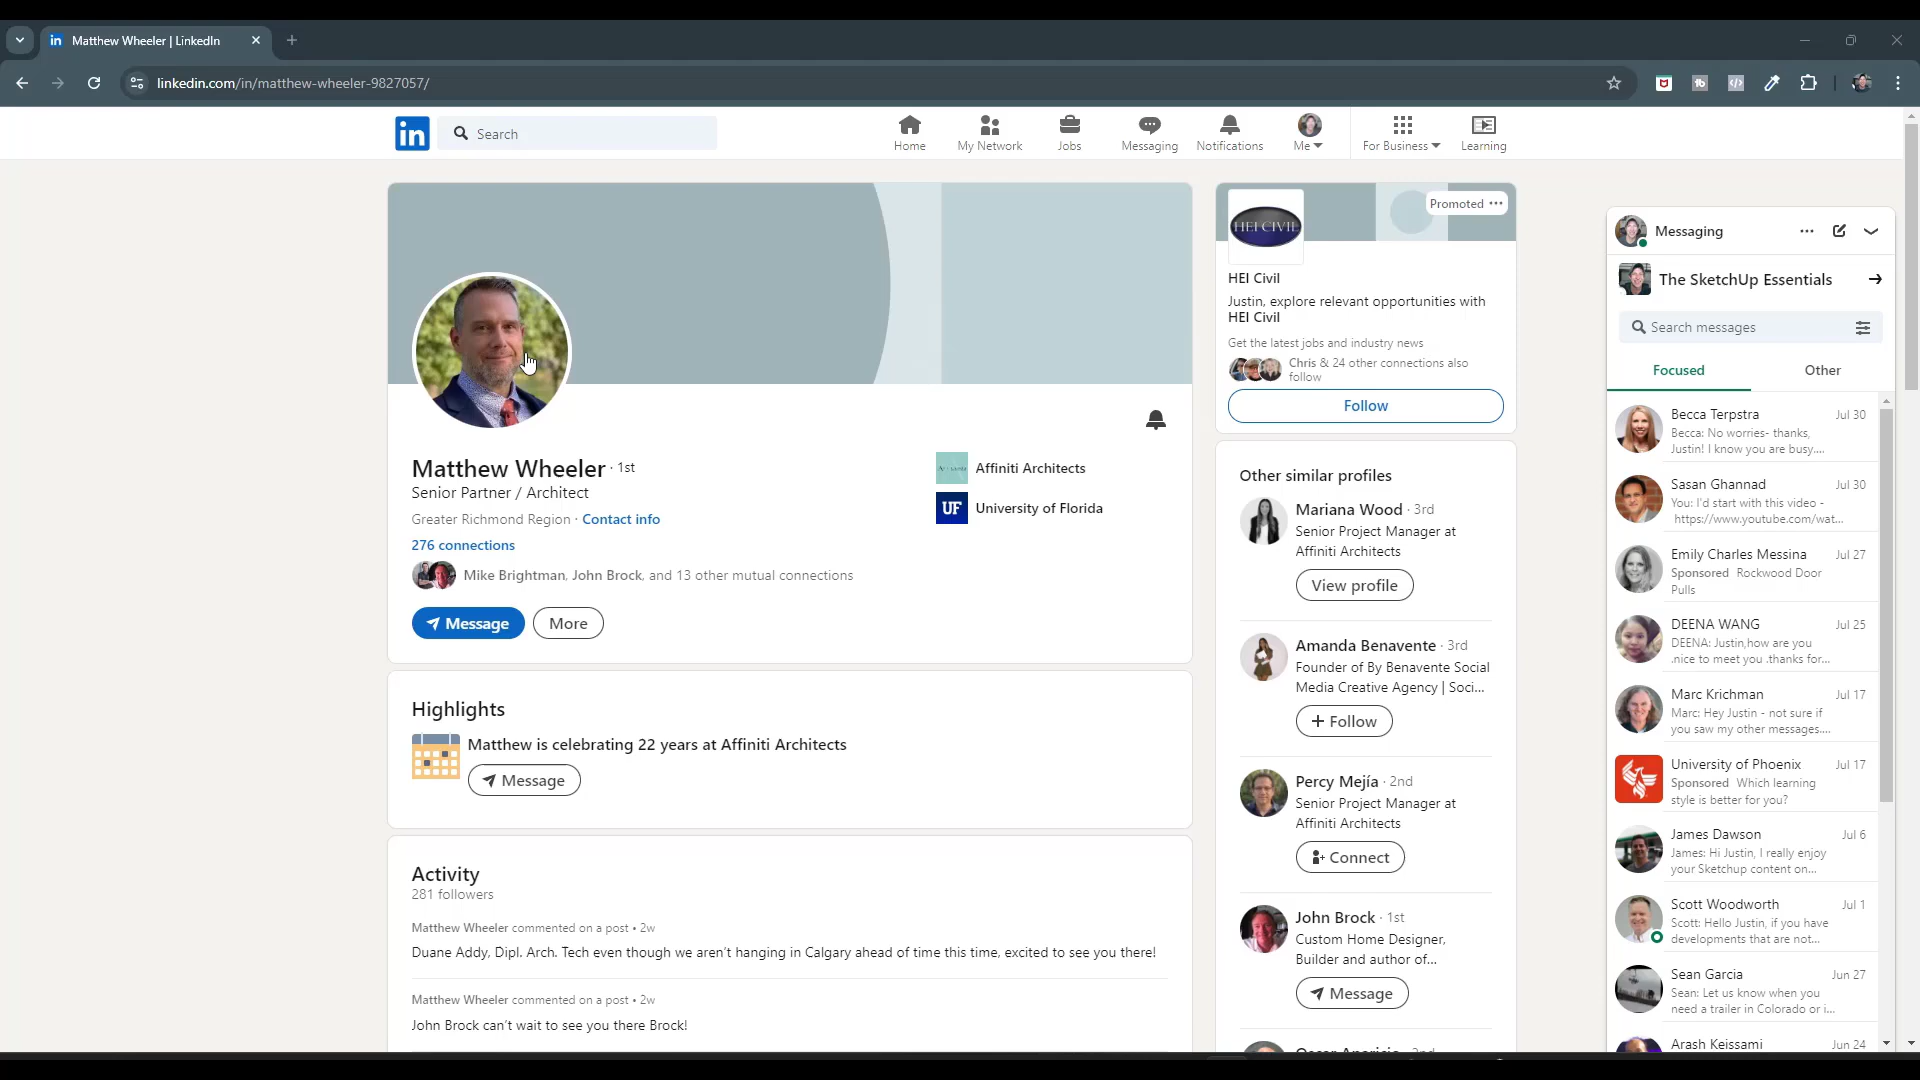 Matthew Wheeler | LinkedIn
linkedin.com/in/matthew-wheeler-9827057/
in
Search
Home
My Network
Jobs
Messaging
Notifications
Me
For Business
Learning
Matthew Wheeler · 1st
Senior Partner / Architect
Greater Richmond Region · Contact info
276 connections
Mike Brightman, John Brock, and 13 other mutual connections
Message
More
Affiniti Architects
UF
University of Florida
Highlights
Matthew is celebrating 22 years at Affiniti Architects
Message
Activity
281 followers
Matthew Wheeler commented on a post • 2w
Duane Addy, Dipl. Arch. Tech even though we aren't hanging in Calgary ahead of time this time, excited to see you there!
Matthew Wheeler commented on a post • 2w
John Brock can't wait to see you there Brock!
Promoted
HEI CIVIL
HEI Civil
Justin, explore relevant opportunities with
HEI Civil
Get the latest jobs and industry news
Chris & 24 other connections also
follow
Follow
Other similar profiles
Mariana Wood · 3rd
Senior Project Manager at
Affiniti Architects
View profile
Amanda Benavente · 3rd
Founder of By Benavente Social
Media Creative Agency | Soci...
Follow
Percy Mejía · 2nd
Senior Project Manager at
Affiniti Architects
Connect
John Brock · 1st
Custom Home Designer,
Builder and author of...
Message
Messaging
The SketchUp Essentials
Search messages
Focused
Other
Becca Terpstra Jul 30
Becca: No worries- thanks,
Justin! I know you are busy....
Sasan Ghannad Jul 30
You: I'd start with this video -
https://www.youtube.com/wat...
Emily Charles Messina Jul 27
Sponsored Rockwood Door
Pulls
DEENA WANG Jul 25
DEENA: Justin,how are you
.nice to meet you .thanks for...
Marc Krichman Jul 17
Marc: Hey Justin - not sure if
you saw my other messages....
University of Phoenix Jul 17
Sponsored Which learning
style is better for you?
James Dawson Jul 6
James: Hi Justin, I really enjoy
your Sketchup content on...
Scott Woodworth Jul 1
Scott: Hello Justin, if you have
developments that are not...
Sean Garcia Jun 27
Sean: Let us know when you
need a trailer in Colorado or i...
Arash Keissami Jun 24